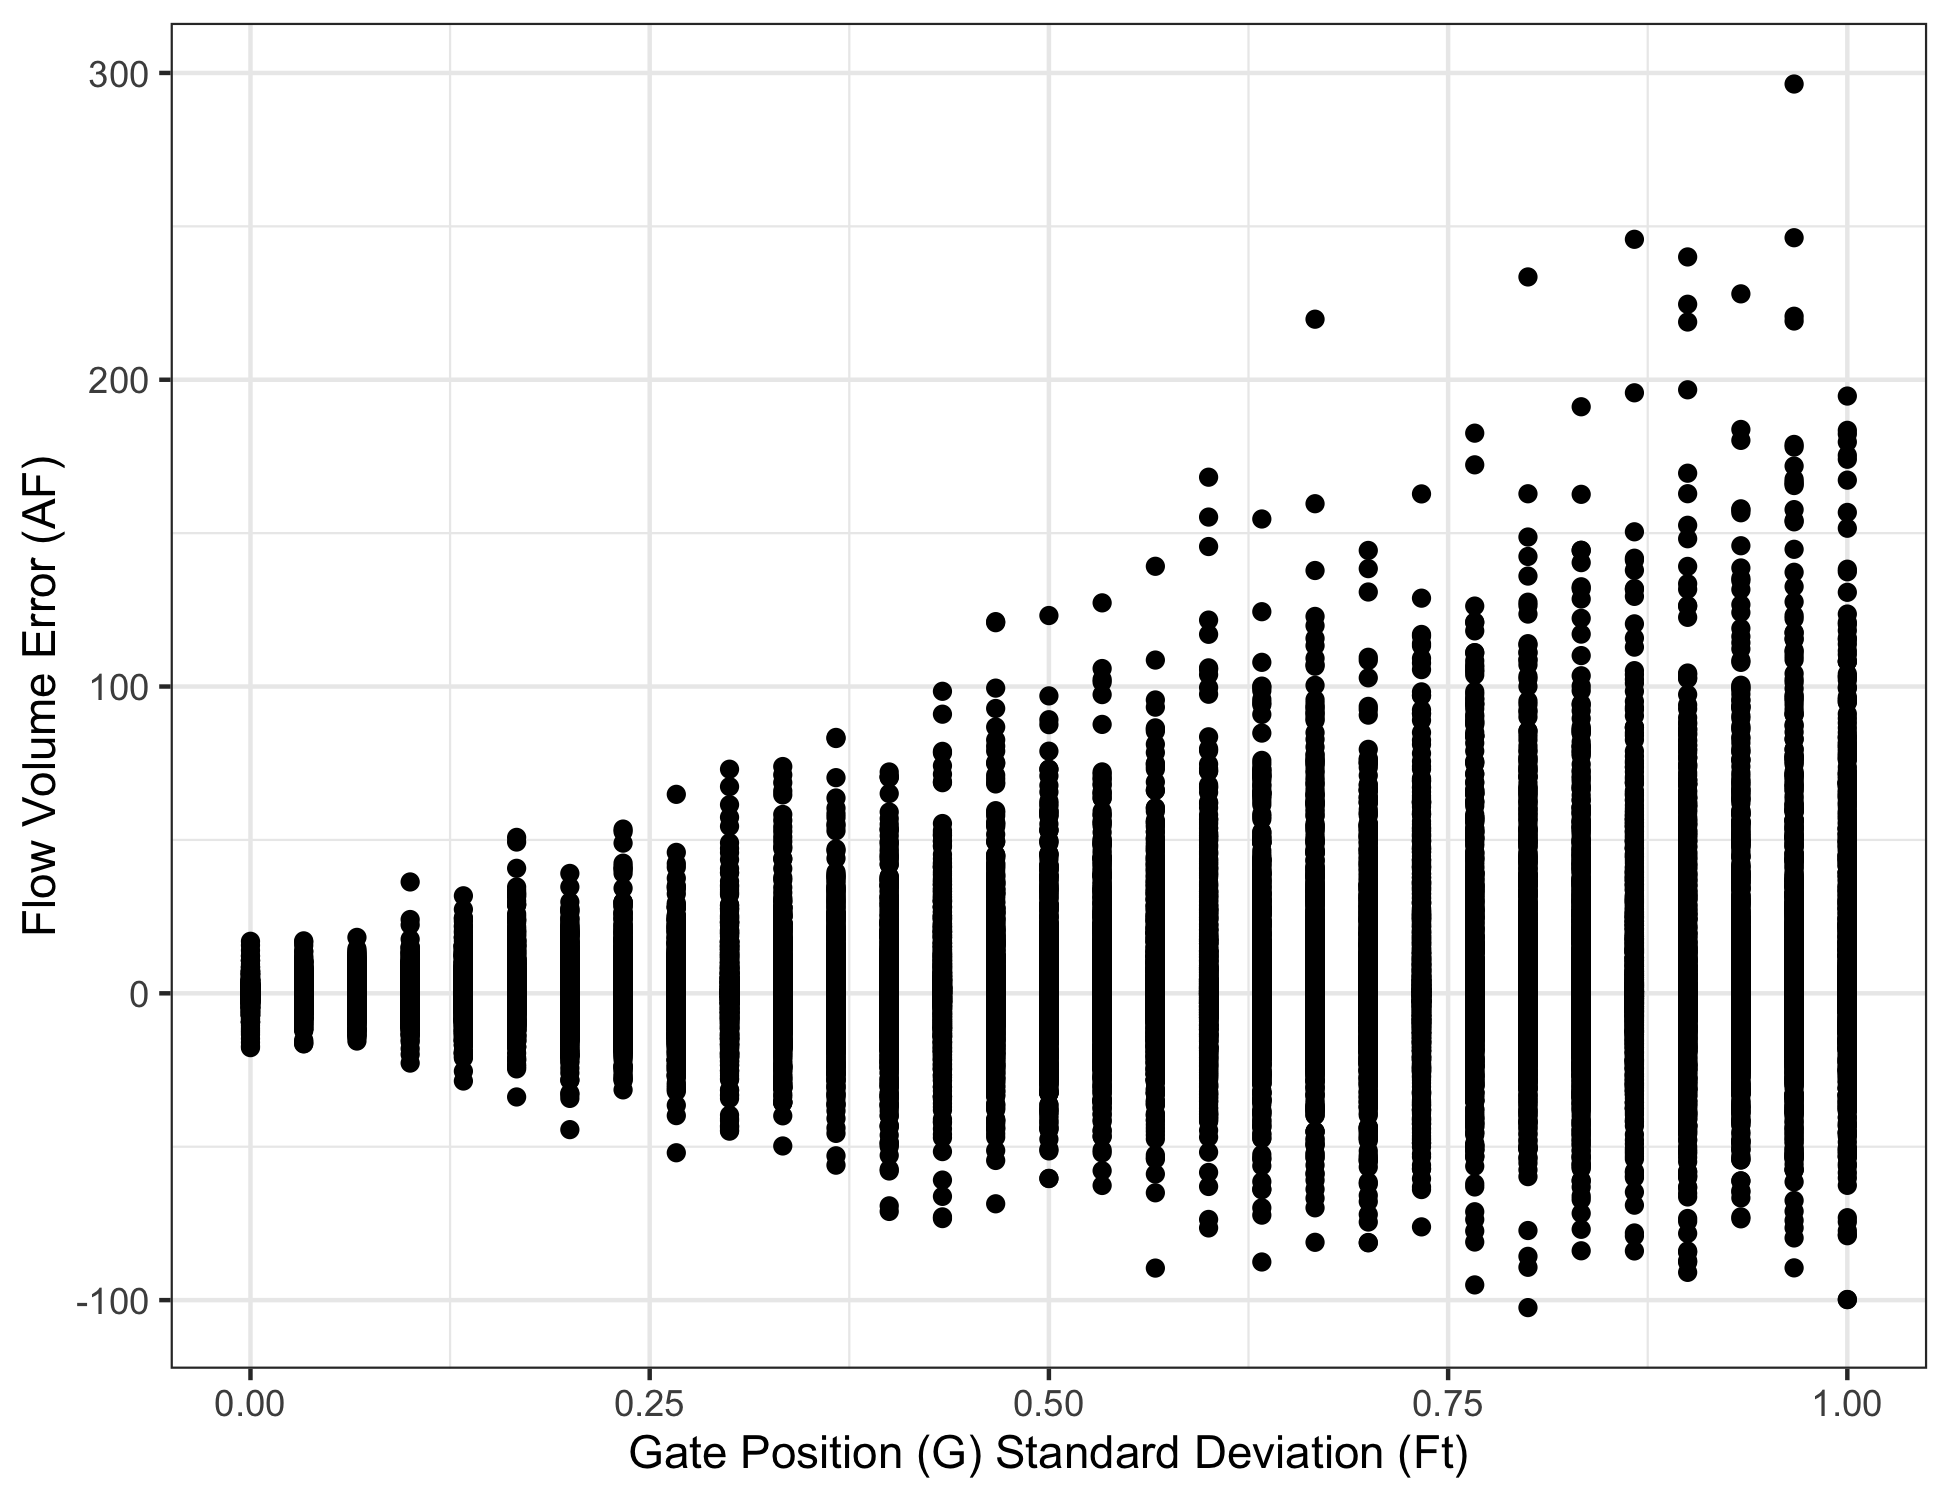 Flow Volume Error (AF)
300
200
100
0
-100
0.00 0.25 0.50 0.75 1.00
Gate Position (G) Standard Deviation (Ft)